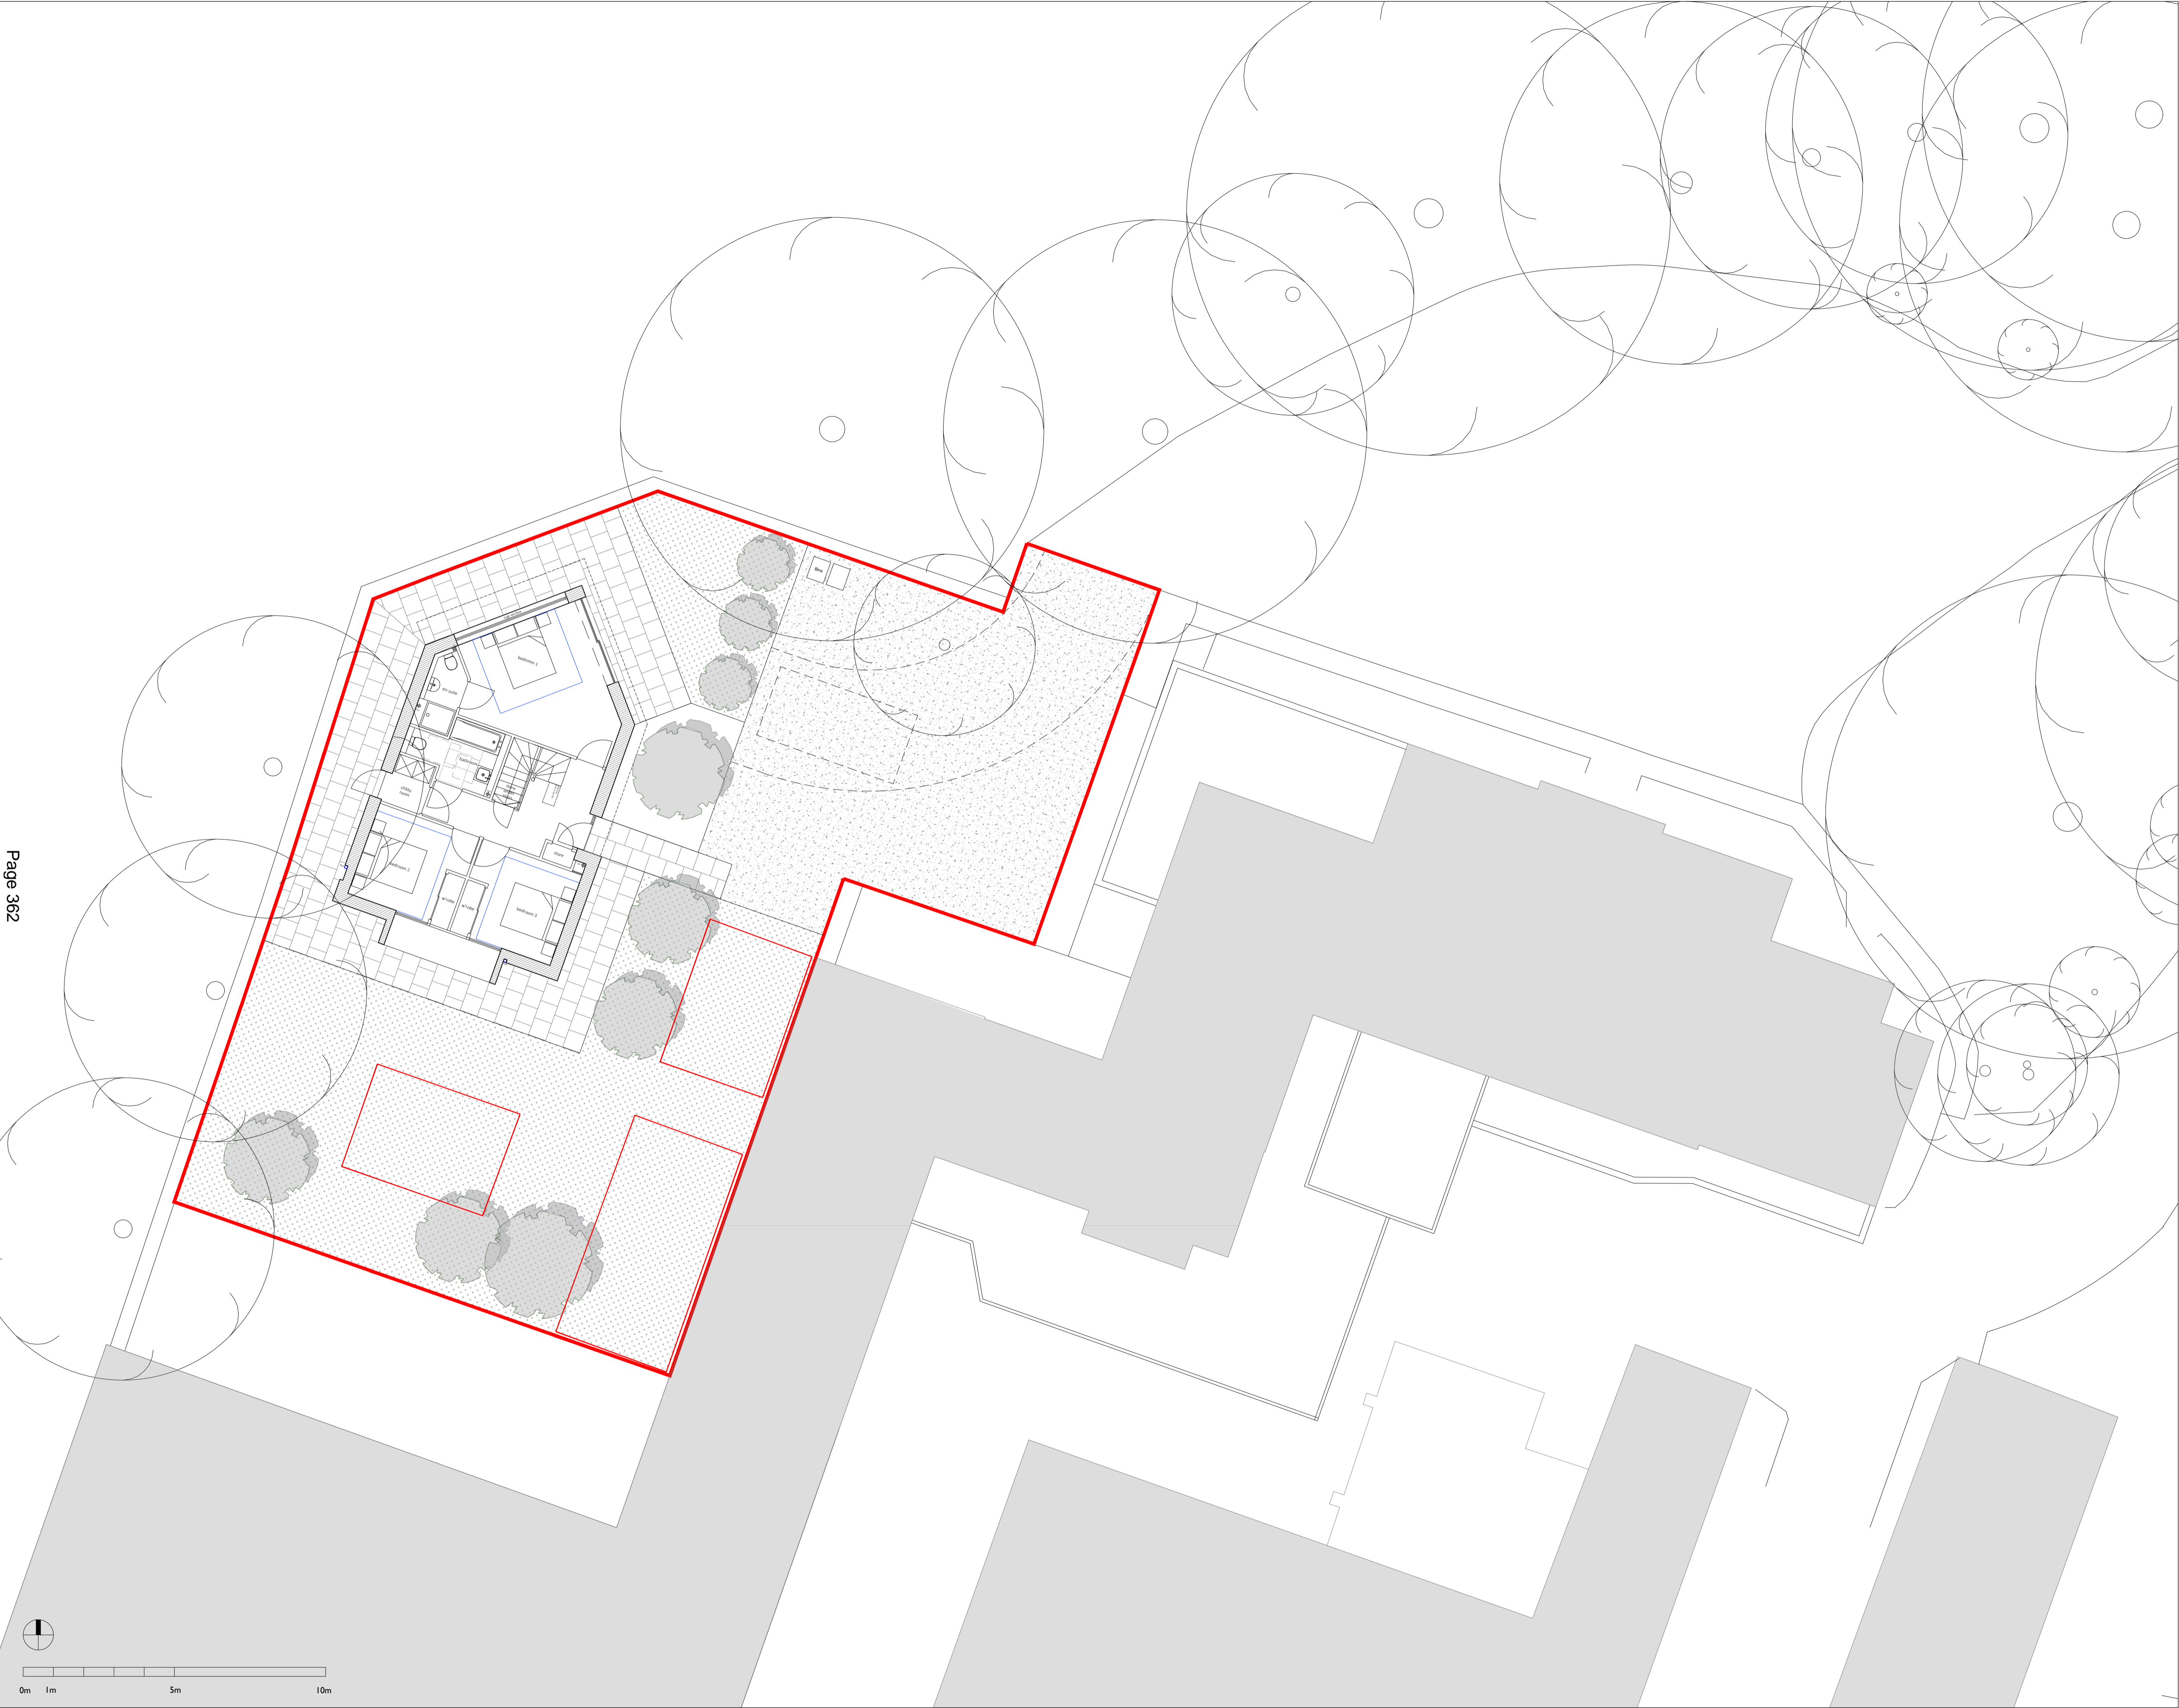 Bins
bedroom 1
en-suite
bathroom
utility
room
store
bedroom 2
w'robe
w'robe
bedroom 3
Page 362
0m
1m
5m
10m